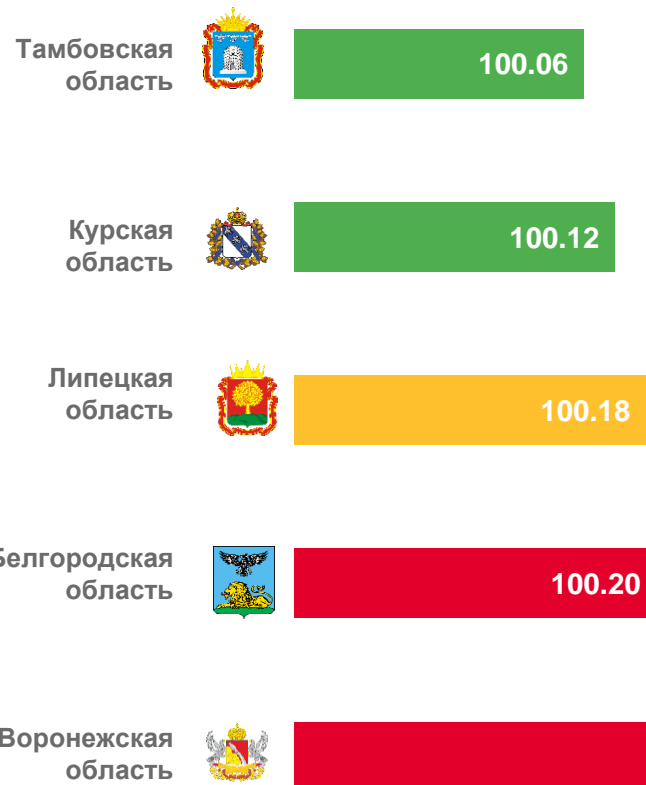 Тамбовская
область
100.06
Курская
область
100.12
Липецкая
область
100.18
Белгородская
область
100.20
Воронежская
область